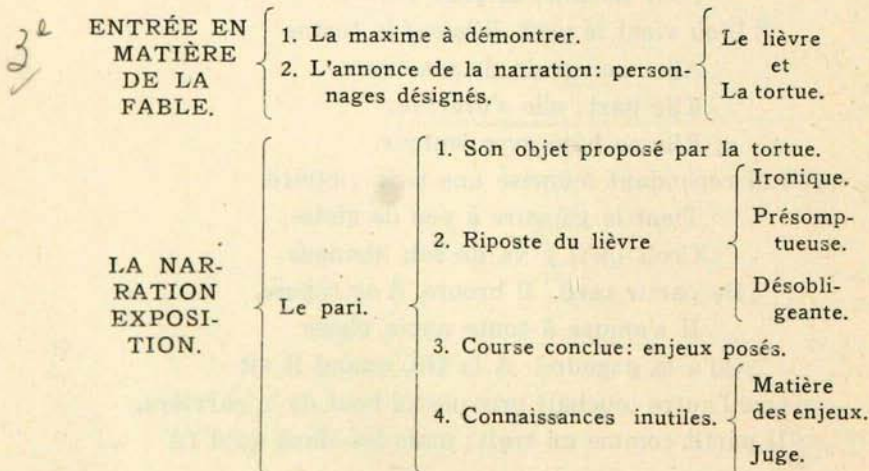 3e
ENTRÉE EN
MATIÈRE
DE LA
FABLE.
1. La maxime à démontrer.
2. L'annonce de la narration: person-
nages désignés.
Le lièvre
et
La tortue.
LA NAR-
RATION
EXPOSI-
TION.
Le pari.
1. Son objet proposé par la tortue.
2. Riposte du lièvre
Ironique.
Présomp-
tueuse.
Désobli-
geante.
3. Course conclue: enjeux posés.
4. Connaissances inutiles.
Matière
des enjeux.
Juge.